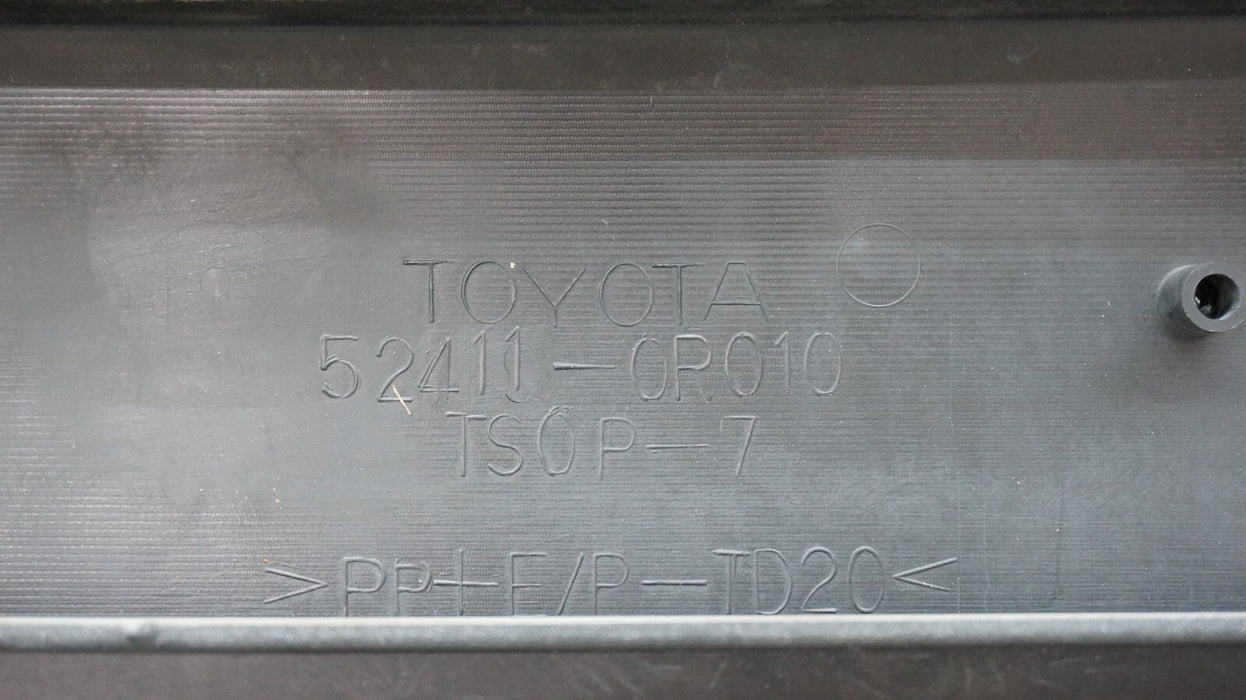 TOYOTA
52411-0R010
TSOP-7
>PP+E/P-TD20<